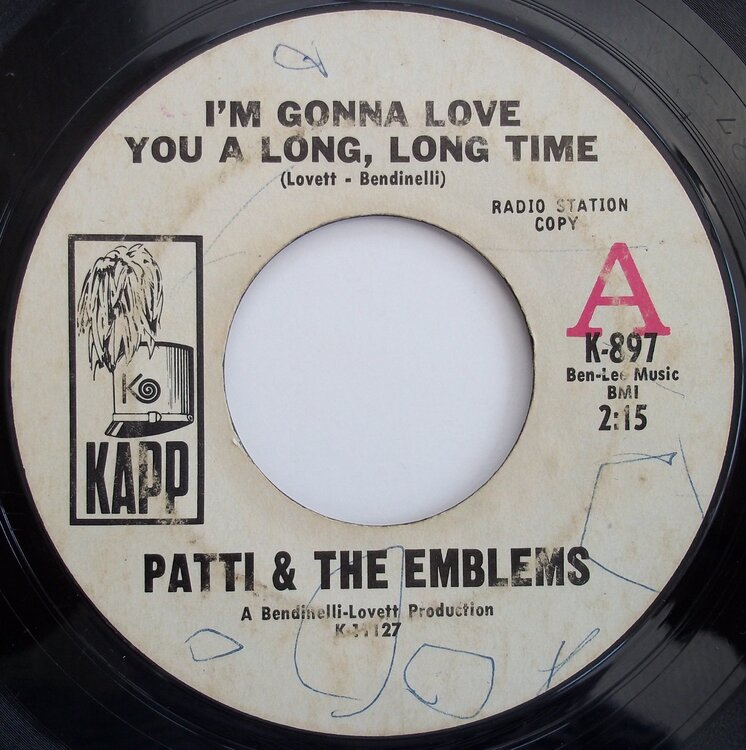 I'M GONNA LOVE
YOU A LONG, LONG TIME
(Lovett - Bendinelli)
RADIO STATION
COPY
A
K-897
Ben-Lee Music
BMI
2:15
K
KAPP
PATTI & THE EMBLEMS
A Bendinelli-Lovett Production
K-11127